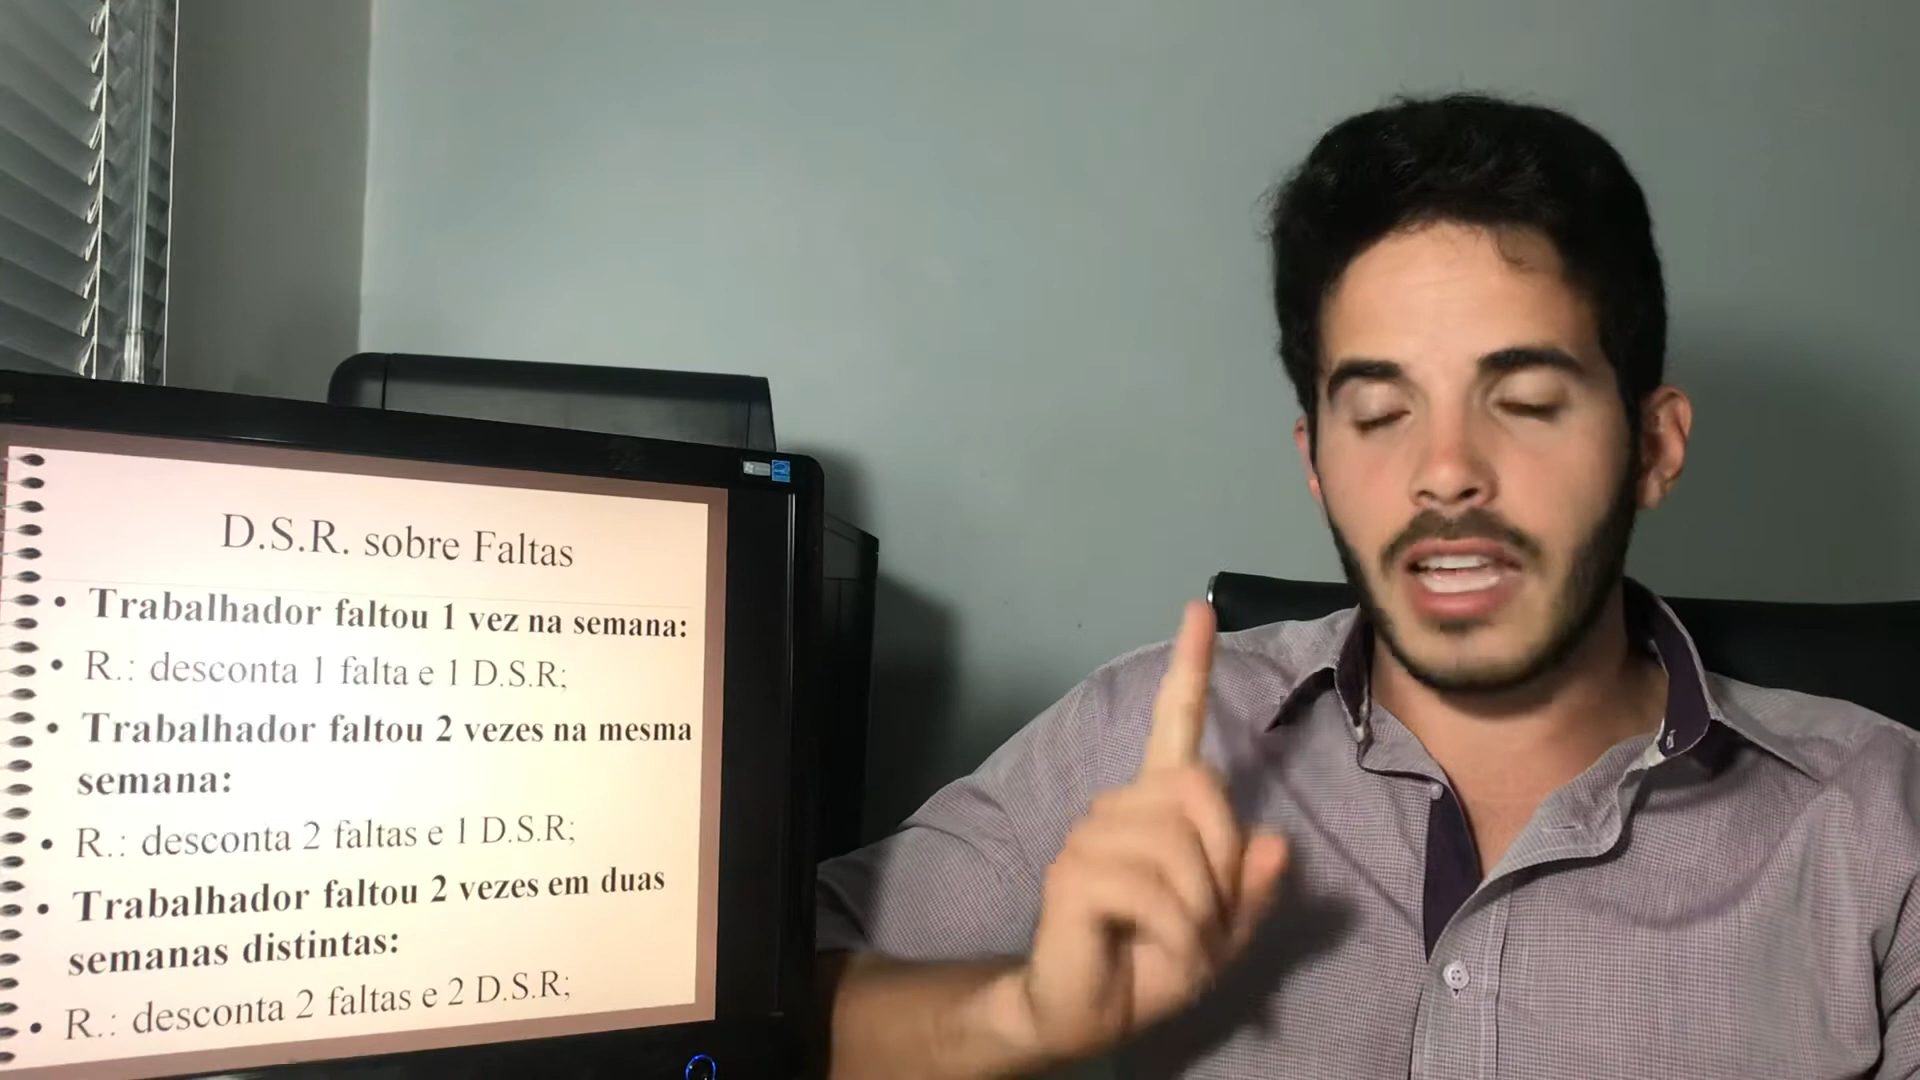 D.S.R. sobre Faltas
• Trabalhador faltou 1 vez na semana:
• R.: desconta 1 falta e 1 D.S.R;
• Trabalhador faltou 2 vezes na mesma
semana:
• R.: desconta 2 faltas e 1 D.S.R;
• Trabalhador faltou 2 vezes em duas
semanas distintas:
• R.: desconta 2 faltas e 2 D.S.R;